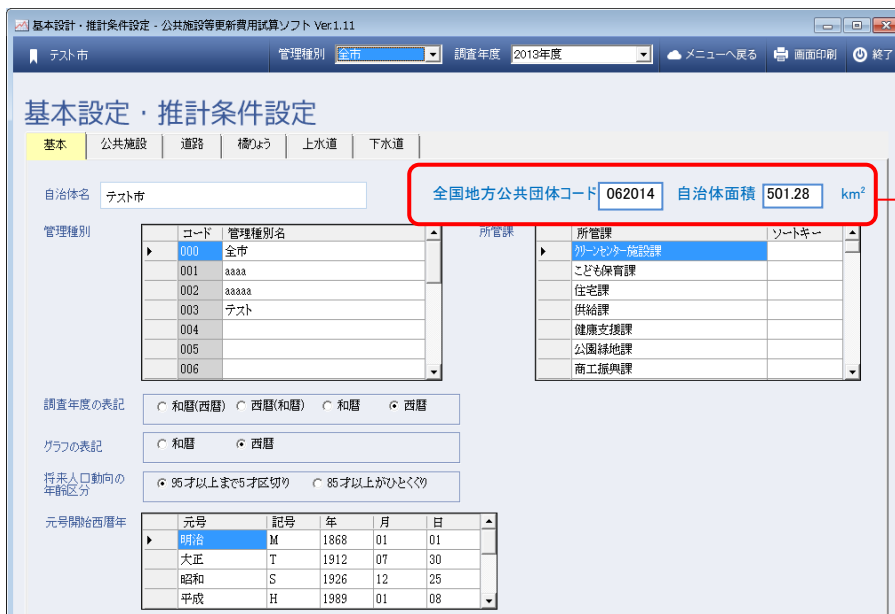 基本設計・推計条件設定 - 公共施設等更新費用試算ソフト Ver.1.11
テスト市 管理種別 全市 調査年度 2013年度 メニューへ戻る 画面印刷 終了
基本設定・推計条件設定
基本 公共施設 道路 橋りょう 上水道 下水道
自治体名 テスト市 全国地方公共団体コード 062014 自治体面積 501.28 km²
管理種別 所管課
コード 管理種別名
000 全市
001 aaaa
002 aaaaa
003 テスト
004
005
006
所管課 ソートキー
クリーンセンター施設課
こども保育課
住宅課
供給課
健康支援課
公園緑地課
商工振興課
調査年度の表記 和暦(西暦) 西暦(和暦) 和暦 西暦
グラフの表記 和暦 西暦
将来人口動向の
年齢区分
95才以上まで5才区切り 85才以上がひとくくり
元号開始西暦年
元号 記号 年 月 日
明治 M 1868 01 01
大正 T 1912 07 30
昭和 S 1926 12 25
平成 H 1989 01 08